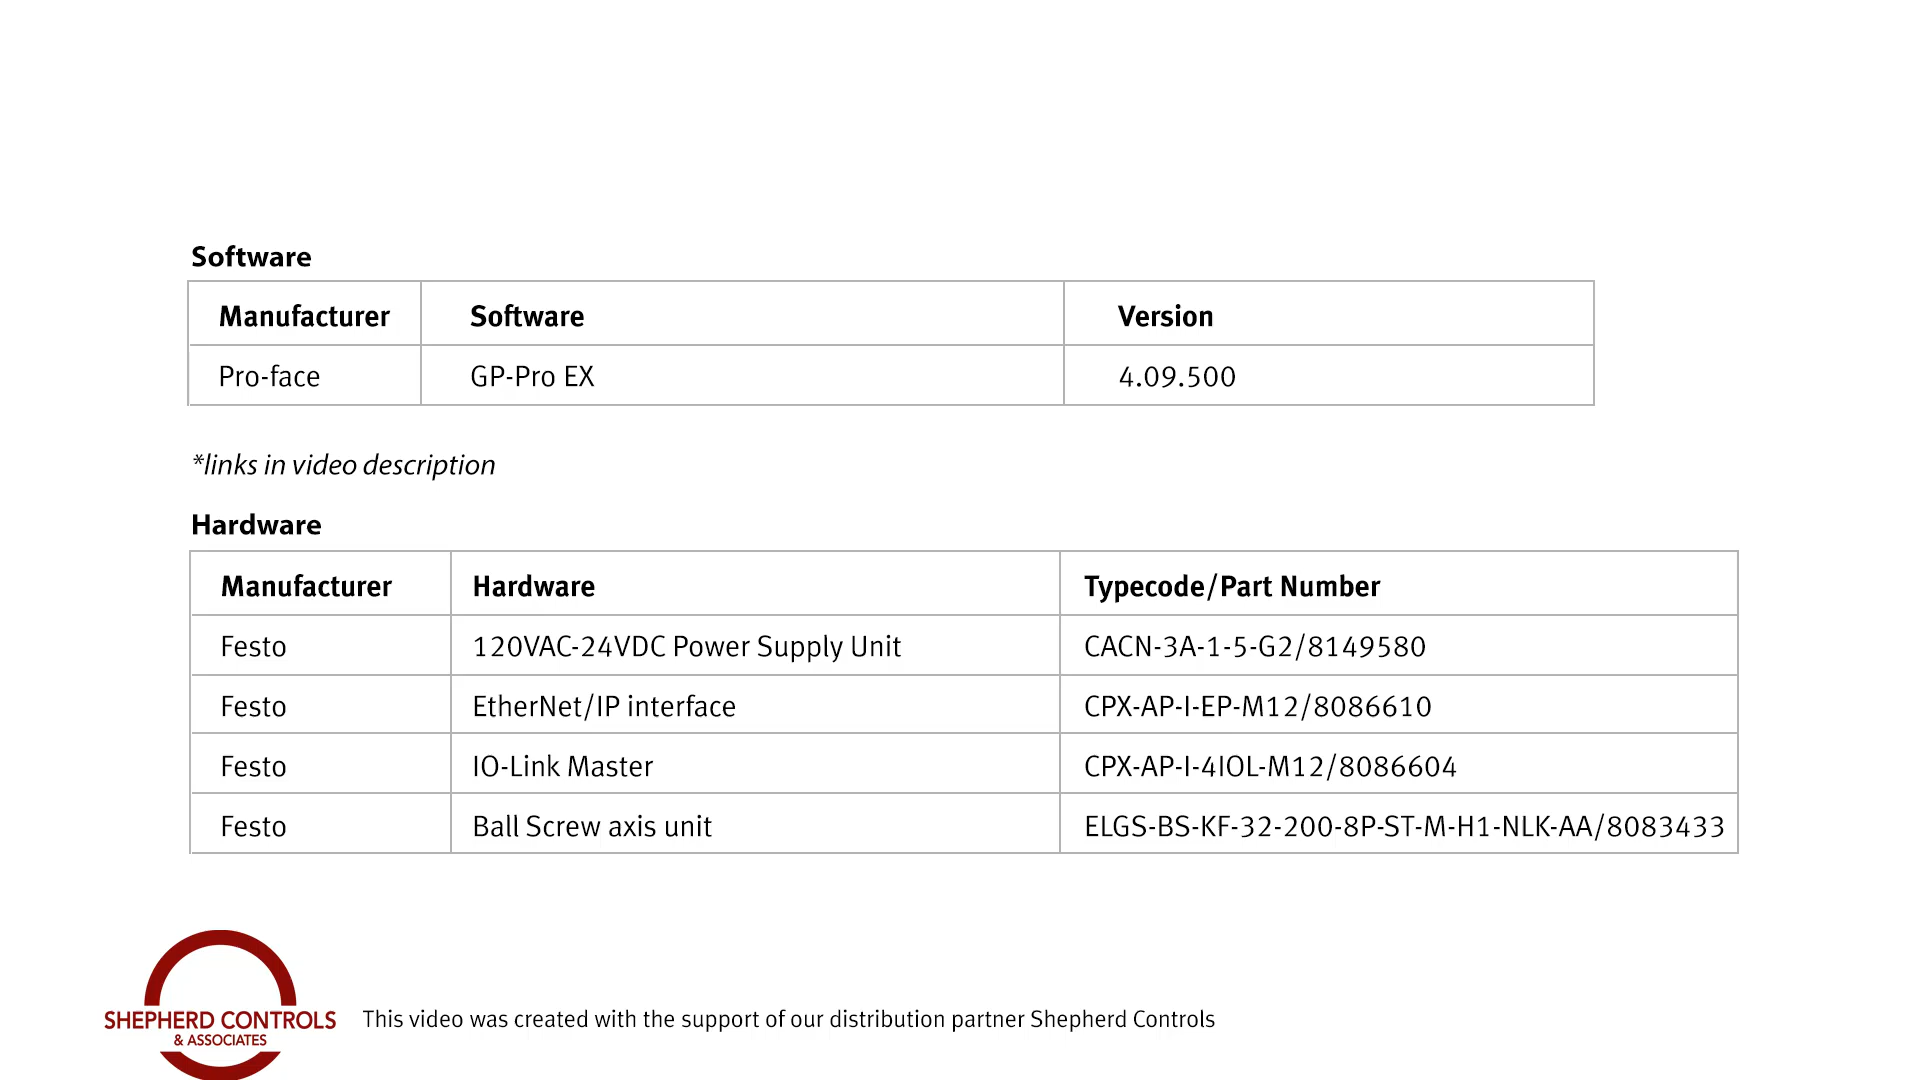 Software
Manufacturer Software Version
Pro-face GP-Pro EX 4.09.500
*links in video description
Hardware
Manufacturer Hardware Typecode/Part Number
Festo 120VAC-24VDC Power Supply Unit CACN-3A-1-5-G2/8149580
Festo EtherNet/IP interface CPX-AP-I-EP-M12/8086610
Festo IO-Link Master CPX-AP-I-4IOL-M12/8086604
Festo Ball Screw axis unit ELGS-BS-KF-32-200-8P-ST-M-H1-NLK-AA/8083433
SHEPHERD CONTROLS
& ASSOCIATES
This video was created with the support of our distribution partner Shepherd Controls